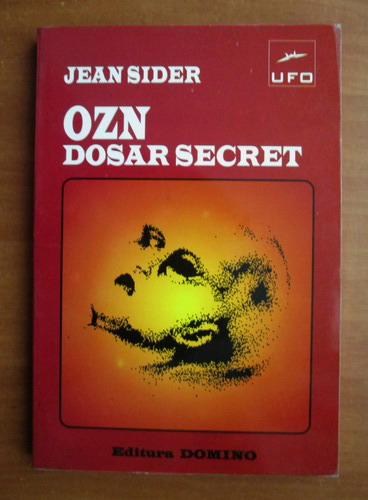 JEAN SIDER
UFO
OZN
DOSAR SECRET
Editura DOMINO